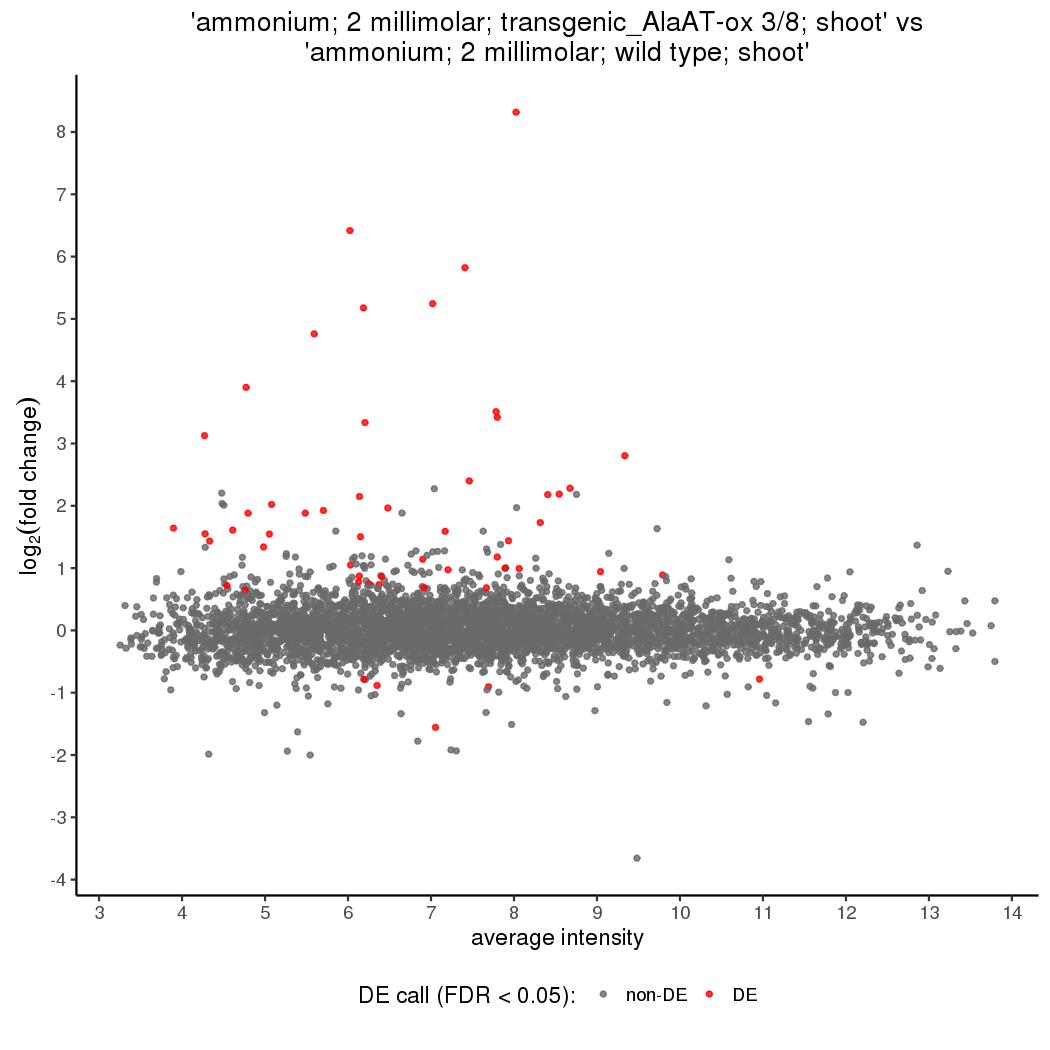 'ammonium; 2 millimolar; transgenic_AlaAT-ox 3/8; shoot' vs
'ammonium; 2 millimolar; wild type; shoot'
log2(fold change)
8
7
6
5
4
3
2
1
0
-1
-2
-3
-4
3 4 5 6 7 8 9 10 11 12 13 14
average intensity
DE call (FDR < 0.05): non-DE DE